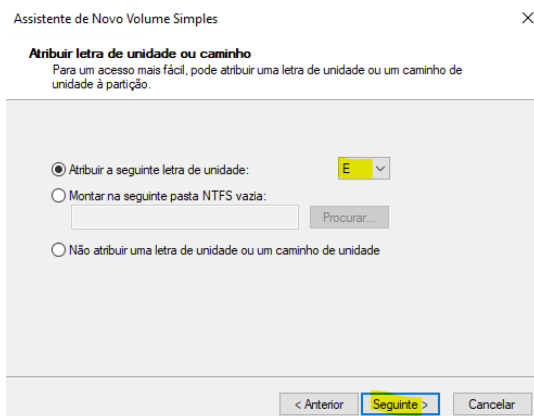 Assistente de Novo Volume Simples
Atribuir letra de unidade ou caminho
Para um acesso mais fácil, pode atribuir uma letra de unidade ou um caminho de
unidade à partição.
Atribuir a seguinte letra de unidade: E
Montar na seguinte pasta NTFS vazia:
Procurar...
Não atribuir uma letra de unidade ou um caminho de unidade
< Anterior Seguinte > Cancelar